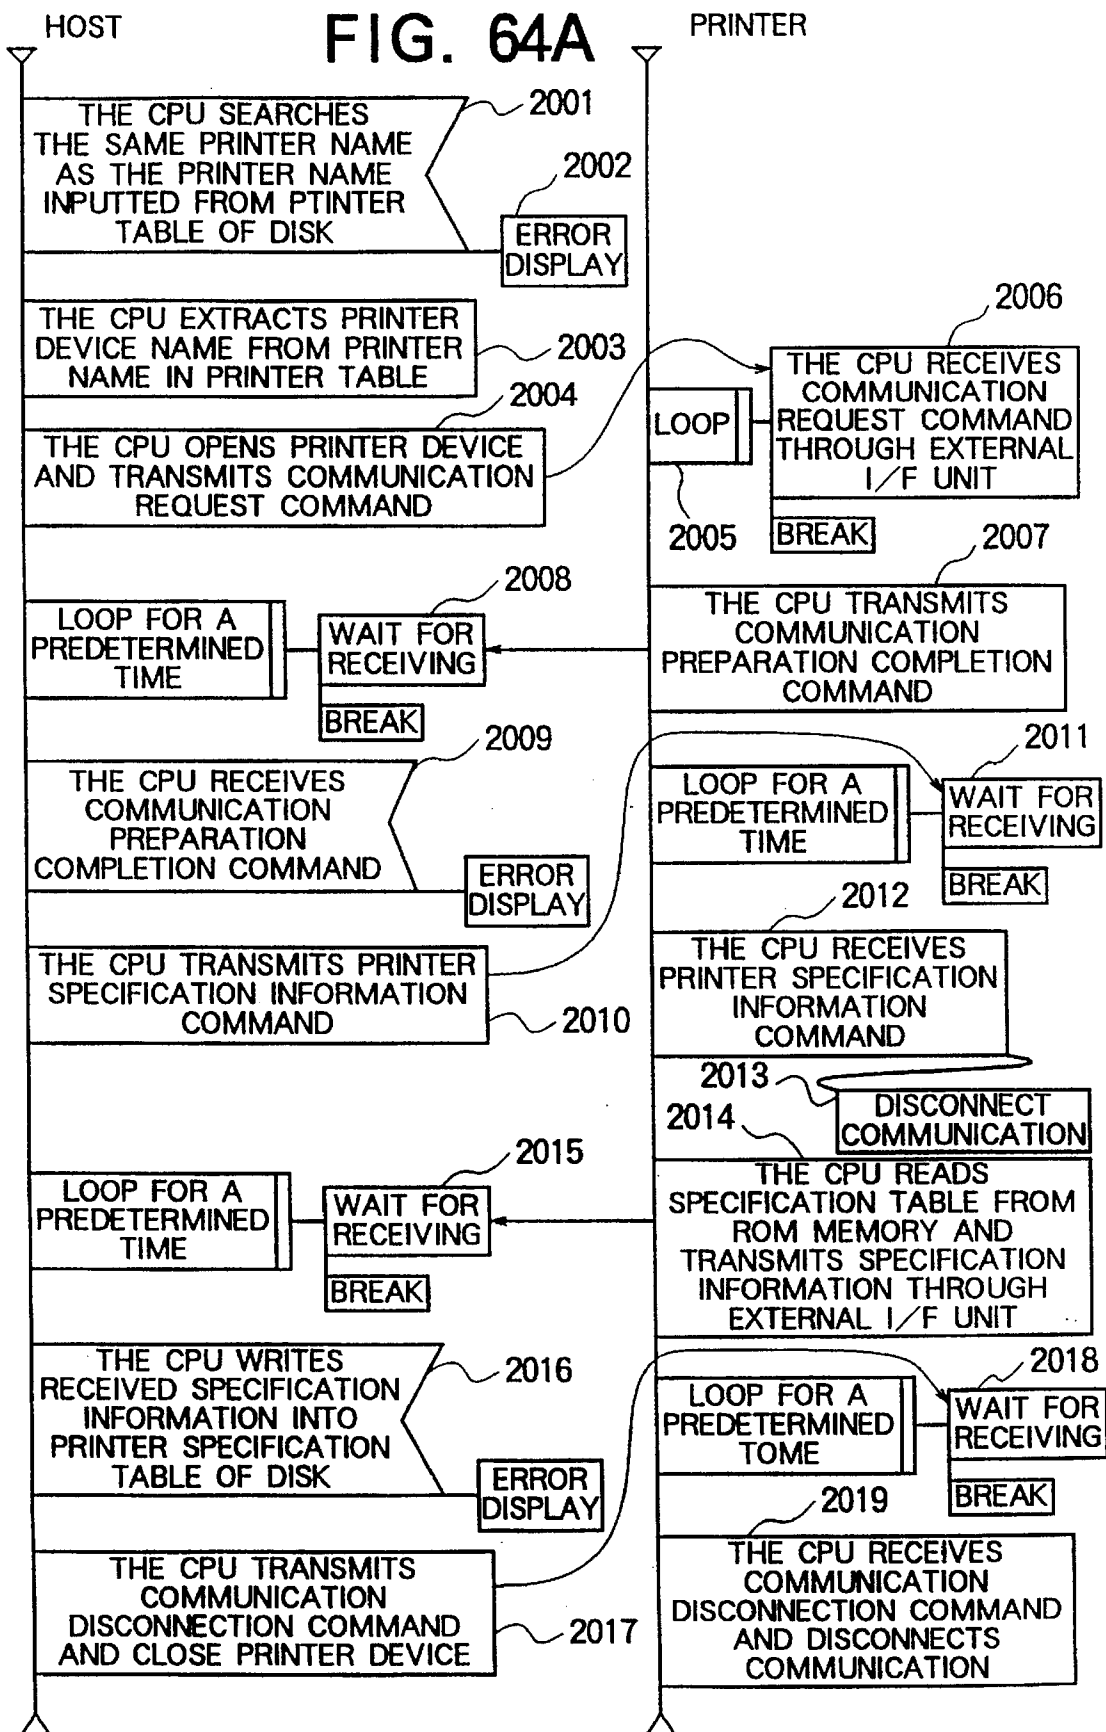 HOST
FIG. 64A
PRINTER
THE CPU SEARCHES
THE SAME PRINTER NAME
AS THE PRINTER NAME
INPUTTED FROM PTINTER
TABLE OF DISK
2001
2002
ERROR
DISPLAY
THE CPU EXTRACTS PRINTER
DEVICE NAME FROM PRINTER
NAME IN PRINTER TABLE
2003
2004
THE CPU OPENS PRINTER DEVICE
AND TRANSMITS COMMUNICATION
REQUEST COMMAND
LOOP
2005
2006
THE CPU RECEIVES
COMMUNICATION
REQUEST COMMAND
THROUGH EXTERNAL
I/F UNIT
BREAK
2007
THE CPU TRANSMITS
COMMUNICATION
PREPARATION COMPLETION
COMMAND
LOOP FOR A
PREDETERMINED
TIME
2008
WAIT FOR
RECEIVING
BREAK
2009
THE CPU RECEIVES
COMMUNICATION
PREPARATION
COMPLETION COMMAND
ERROR
DISPLAY
LOOP FOR A
PREDETERMINED
TIME
2011
WAIT FOR
RECEIVING
BREAK
THE CPU TRANSMITS PRINTER
SPECIFICATION INFORMATION
COMMAND
2010
2012
THE CPU RECEIVES
PRINTER SPECIFICATION
INFORMATION
COMMAND
2013
DISCONNECT
COMMUNICATION
2014
THE CPU READS
SPECIFICATION TABLE FROM
ROM MEMORY AND
TRANSMITS SPECIFICATION
INFORMATION THROUGH
EXTERNAL I/F UNIT
LOOP FOR A
PREDETERMINED
TIME
2015
WAIT FOR
RECEIVING
BREAK
THE CPU WRITES
RECEIVED SPECIFICATION
INFORMATION INTO
PRINTER SPECIFICATION
TABLE OF DISK
2016
ERROR
DISPLAY
LOOP FOR A
PREDETERMINED
TOME
2018
WAIT FOR
RECEIVING
BREAK
THE CPU TRANSMITS
COMMUNICATION
DISCONNECTION COMMAND
AND CLOSE PRINTER DEVICE
2017
2019
THE CPU RECEIVES
COMMUNICATION
DISCONNECTION COMMAND
AND DISCONNECTS
COMMUNICATION